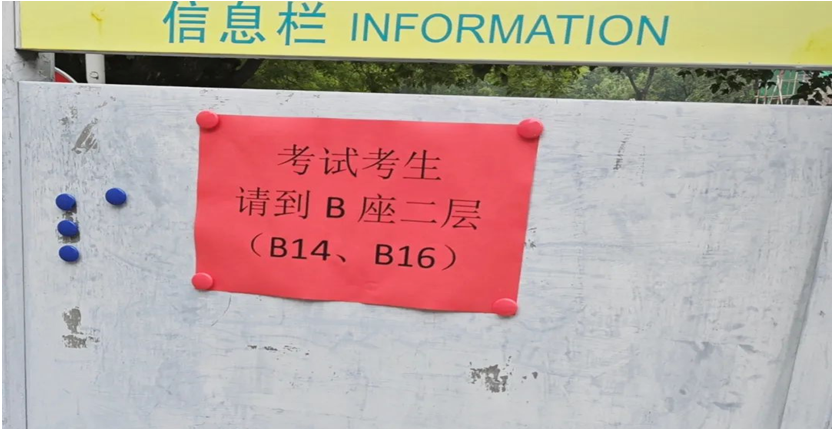 信息栏 INFORMATION
考试考生
请到 B 座二层
（B14、B16）